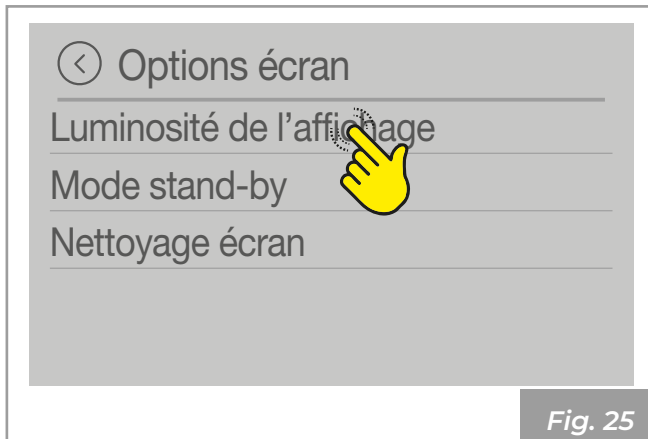 Options écran
Luminosité de l'affichage
Mode stand-by
Nettoyage écran
Fig. 25